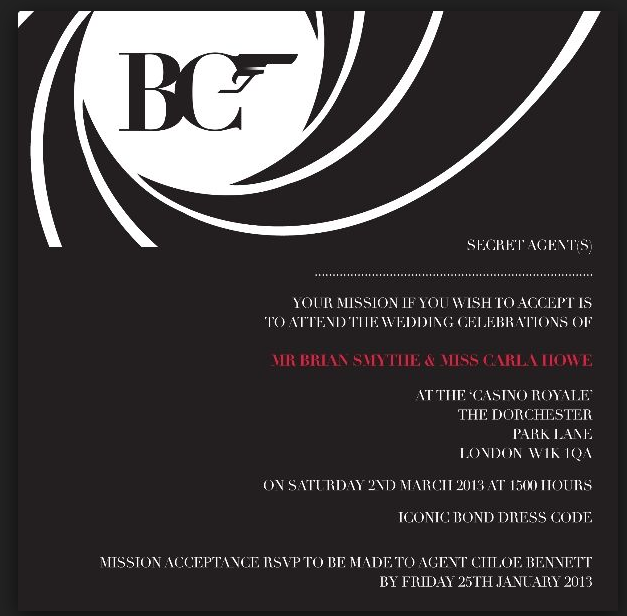 BC
SECRET AGENT(S)
................................................................................
YOUR MISSION IF YOU WISH TO ACCEPT IS
TO ATTEND THE WEDDING CELEBRATIONS OF
MR BRIAN SMYTHE & MISS CARLA HOWE
AT THE ‘CASINO ROYALE’
THE DORCHESTER
PARK LANE
LONDON W1K 1QA
ON SATURDAY 2ND MARCH 2013 AT 1500 HOURS
ICONIC BOND DRESS CODE
MISSION ACCEPTANCE RSVP TO BE MADE TO AGENT CHLOE BENNETT
BY FRIDAY 25TH JANUARY 2013